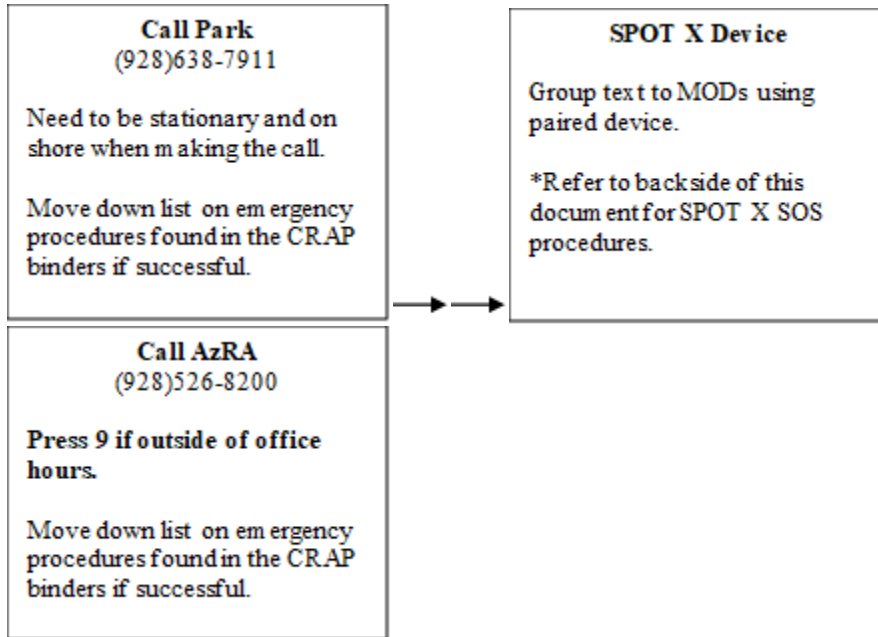 Call Park
(928)638-7911
Need to be stationary and on
shore when making the call.
Move down list on emergency
procedures found in the CRAP
binders if successful.
SPOT X Device
Group text to MODs using
paired device.
*Refer to backside of this
document for SPOT X SOS
procedures.
Call AzRA
(928)526-8200
Press 9 if outside of office
hours.
Move down list on emergency
procedures found in the CRAP
binders if successful.